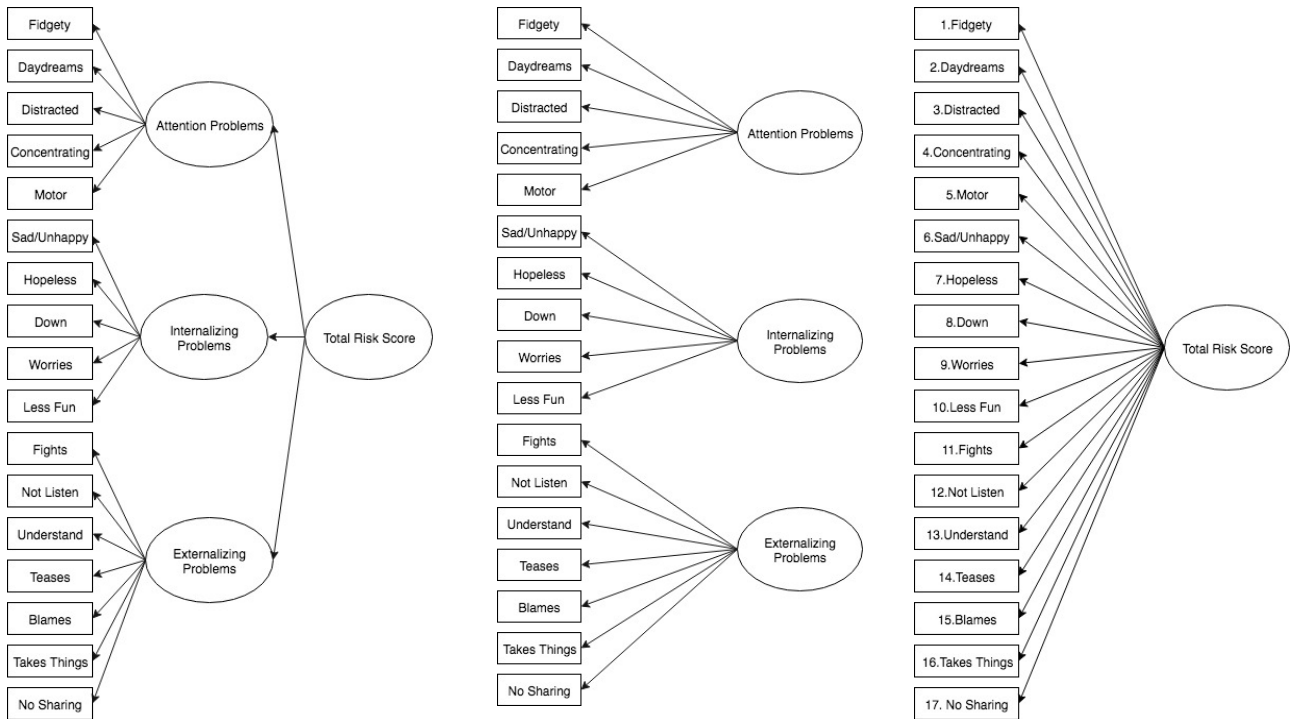 Fidgety
Daydreams
Distracted
Concentrating
Motor
Sad/Unhappy
Hopeless
Down
Worries
Less Fun
Fights
Not Listen
Understand
Teases
Blames
Takes Things
No Sharing
Attention Problems
Internalizing
Problems
Externalizing
Problems
Total Risk Score
Fidgety
Daydreams
Distracted
Concentrating
Motor
Sad/Unhappy
Hopeless
Down
Worries
Less Fun
Fights
Not Listen
Understand
Teases
Blames
Takes Things
No Sharing
Attention Problems
Internalizing
Problems
Externalizing
Problems
1.Fidgety
2.Daydreams
3.Distracted
4.Concentrating
5.Motor
6.Sad/Unhappy
7.Hopeless
8.Down
9.Worries
10.Less Fun
11.Fights
12.Not Listen
13.Understand
14.Teases
15.Blames
16.Takes Things
17. No Sharing
Total Risk Score